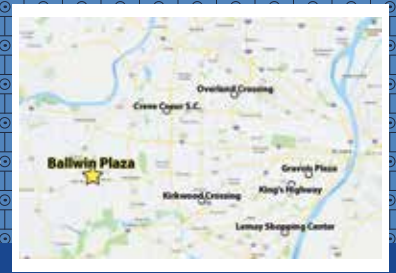 Overland Crossing
Creve Coeur S.C.
Ballwin Plaza
Gravois Plaza
King's Highway
Kirkwood Crossing
Lemay Shopping Center